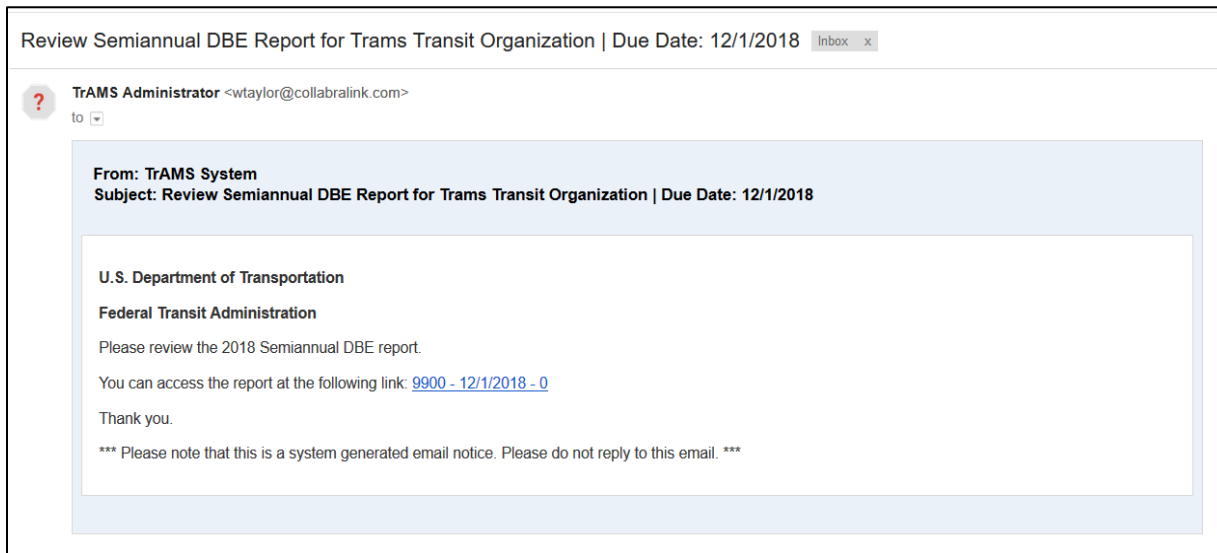 Review Semiannual DBE Report for Trams Transit Organization | Due Date: 12/1/2018 Inbox x
?
TrAMS Administrator <wtaylor@collabralink.com>
to
From: TrAMS System
Subject: Review Semiannual DBE Report for Trams Transit Organization | Due Date: 12/1/2018
U.S. Department of Transportation
Federal Transit Administration
Please review the 2018 Semiannual DBE report.
You can access the report at the following link: 9900 - 12/1/2018 - 0
Thank you.
*** Please note that this is a system generated email notice. Please do not reply to this email. ***